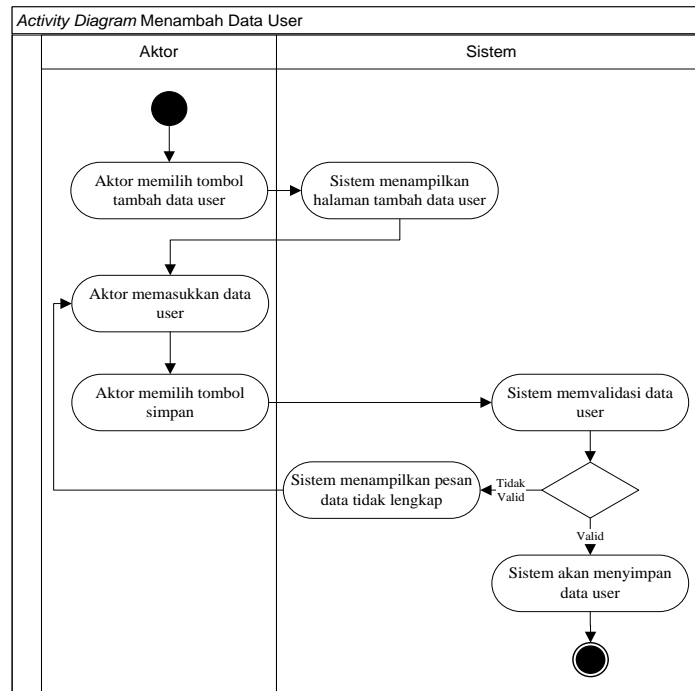 Activity Diagram Menambah Data User
Aktor
Sistem
Aktor memilih tombol
tambah data user
Sistem menampilkan
halaman tambah data user
Aktor memasukkan data
user
Aktor memilih tombol
simpan
Sistem memvalidasi data
user
Tidak
Valid
Sistem menampilkan pesan
data tidak lengkap
Valid
Sistem akan menyimpan
data user